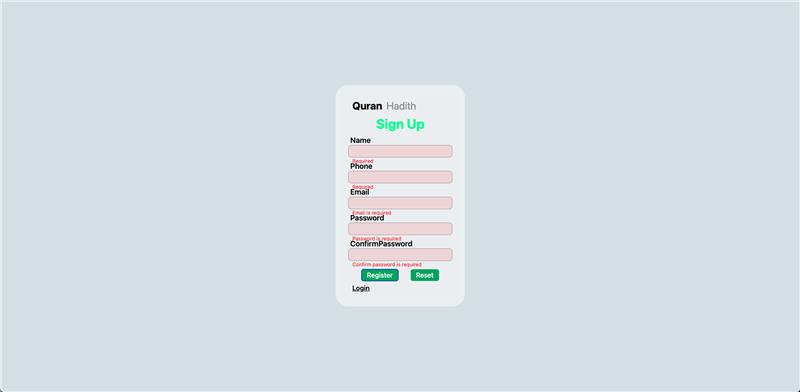 Quran Hadith
Sign Up
Name
Required
Phone
Required
Email
Email is required
Password
Password is required
ConfirmPassword
Confirm password is required
Register Reset
Login